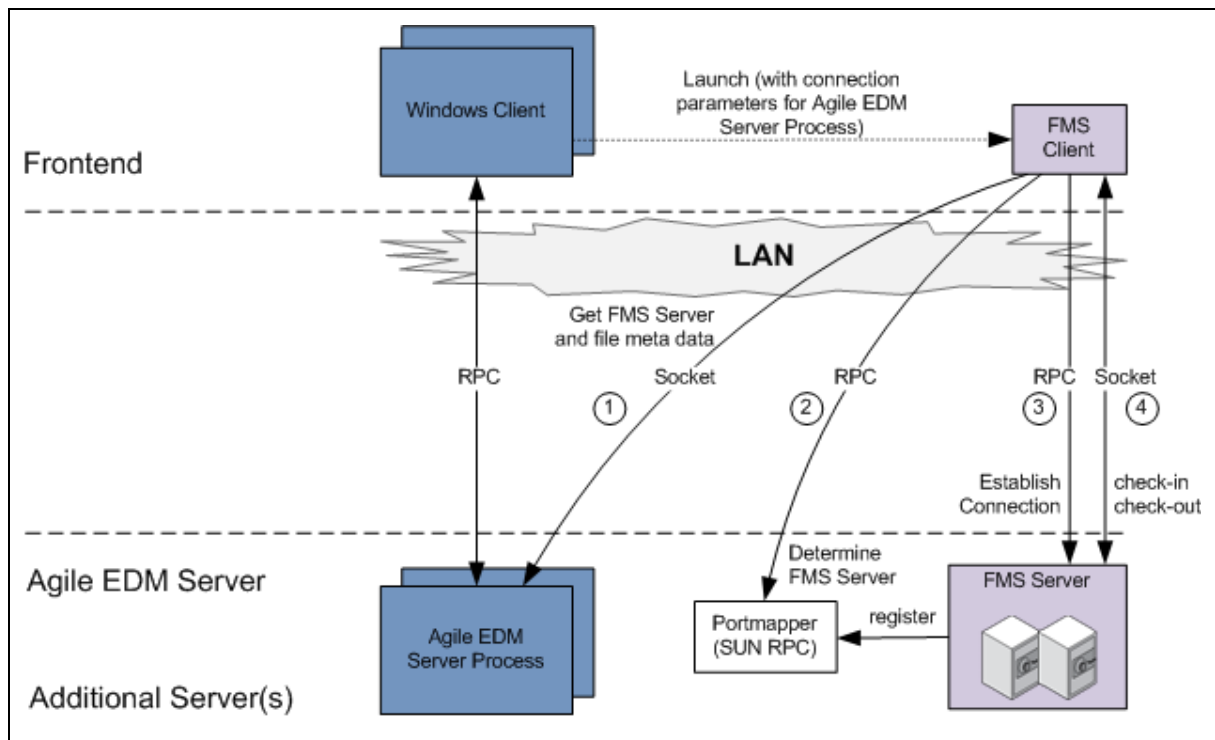 Launch (with connection
parameters for Agile EDM
Server Process)
Windows Client
FMS
Client
Frontend
LAN
Get FMS Server
and file meta data
RPC
Socket
RPC
RPC
Socket
1
2
3
4
Establish
Connection
check-in
check-out
Determine
FMS Server
Agile EDM Server
FMS Server
Agile EDM
Server Process
Portmapper
(SUN RPC)
register
Additional Server(s)